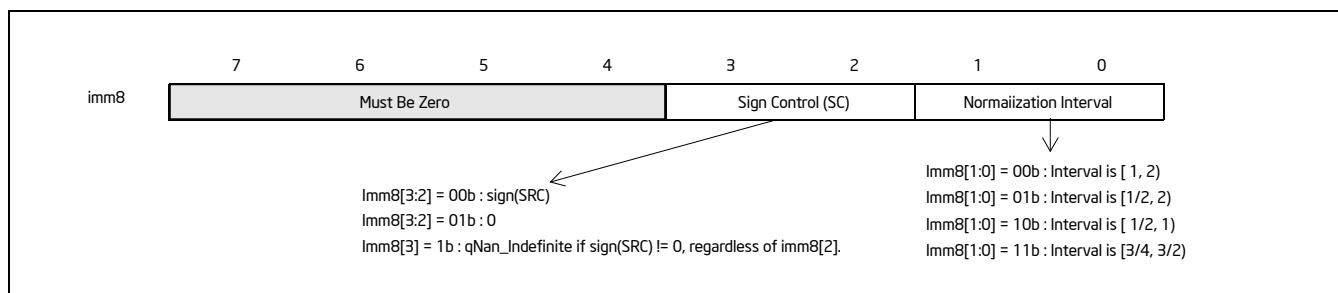 7 6 5 4 3 2 1 0
imm8 Must Be Zero Sign Control (SC) Normaiization Interval
Imm8[3:2] = 00b : sign(SRC)
Imm8[3:2] = 01b : 0
Imm8[3] = 1b : qNan_Indefinite if sign(SRC) != 0, regardless of imm8[2].
Imm8[1:0] = 00b : Interval is [ 1, 2)
Imm8[1:0] = 01b : Interval is [1/2, 2)
Imm8[1:0] = 10b : Interval is [ 1/2, 1)
Imm8[1:0] = 11b : Interval is [3/4, 3/2)